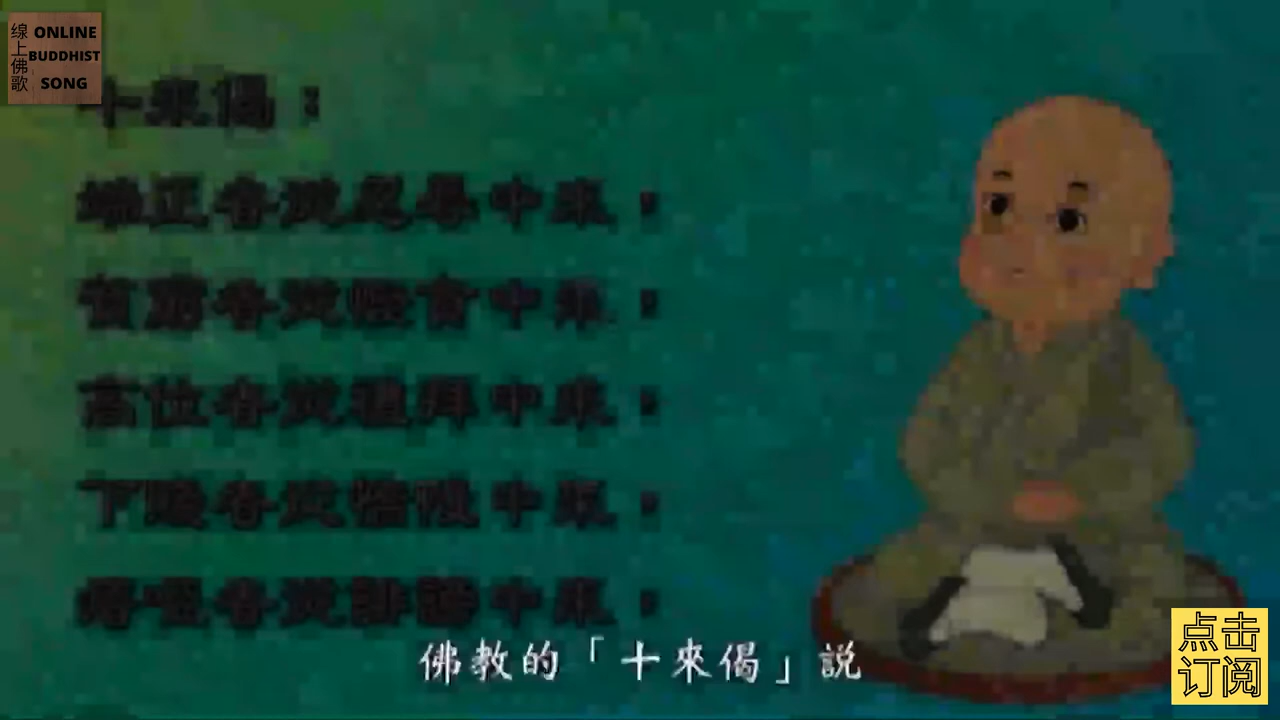 线上佛歌
ONLINE
BUDDHIST
SONG
十來偈：
端正者從忍辱中來；
貧窮者從慳貪中來；
高位者從禮拜中來；
下賤者從憍慢中來；
瘖啞者從誹謗中來；
佛教的「十來偈」説
点击
订阅